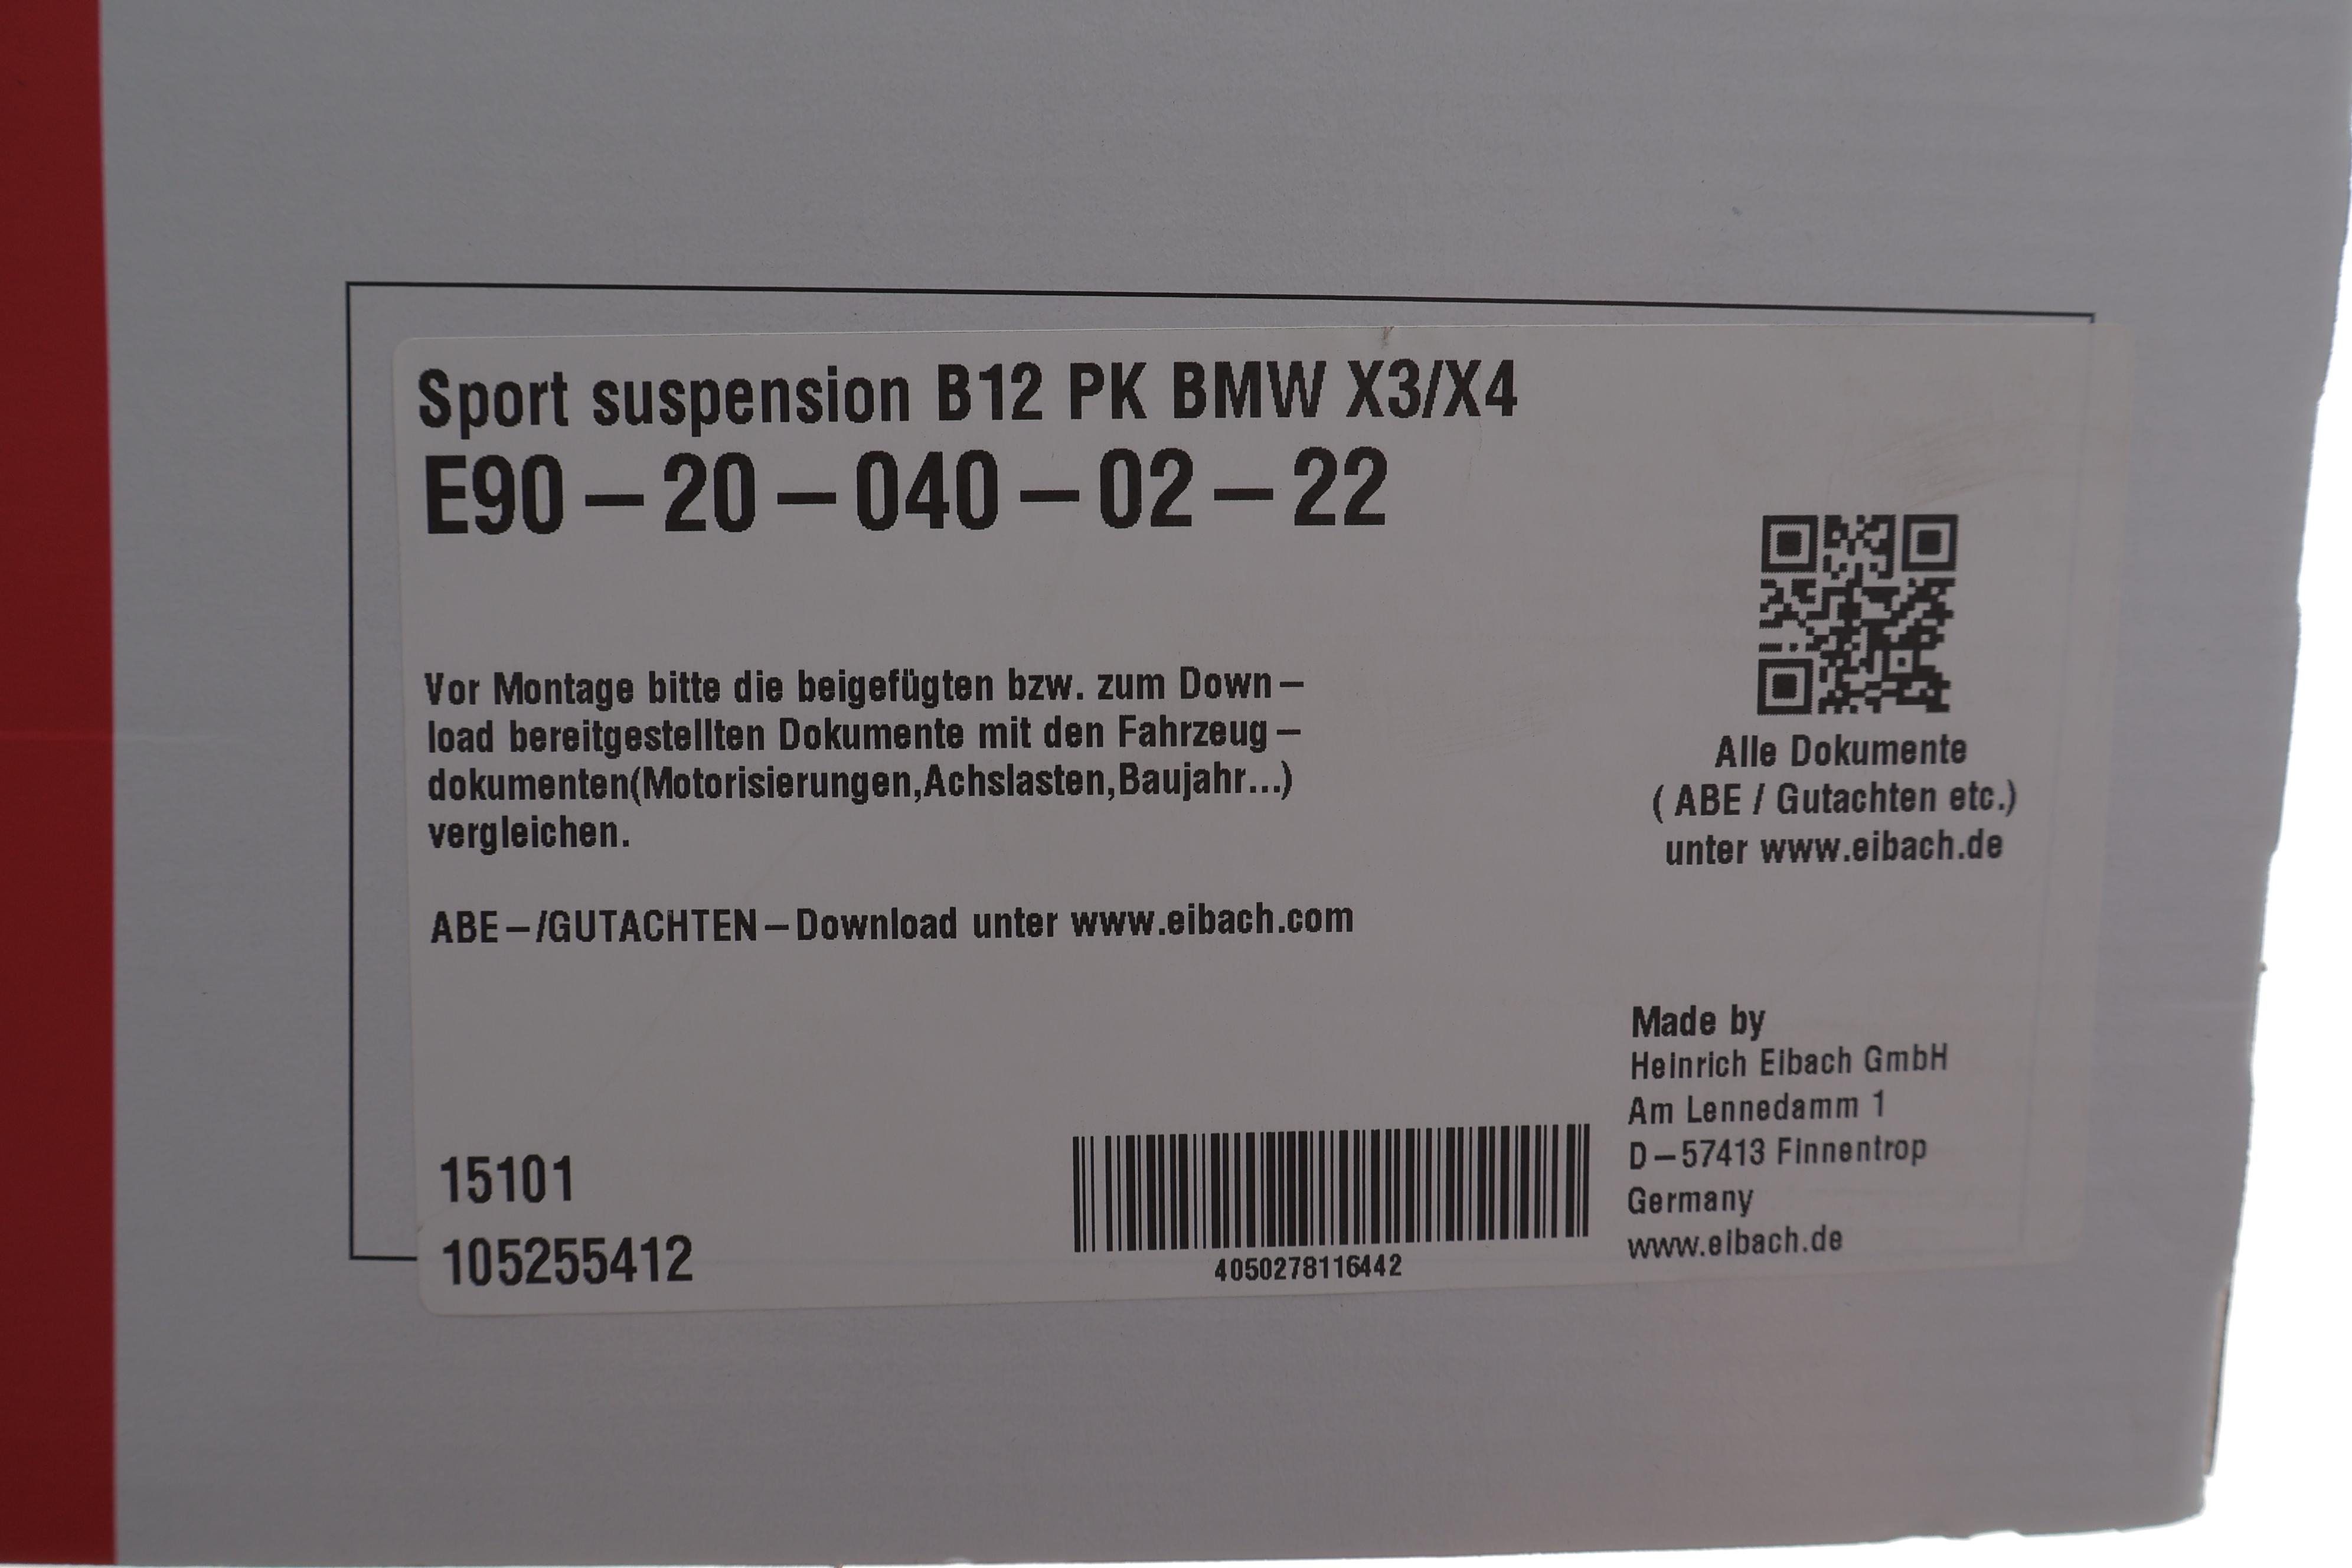 Sport suspension B12 PK BMW X3/X4
E90-20-040-02-22
Vor Montage bitte die beigefügten bzw. zum Down-
load bereitgestellten Dokumente mit den Fahrzeug-
dokumenten(Motorisierungen,Achslasten,Baujahr...)
vergleichen.
ABE-/GUTACHTEN-Download unter www.eibach.com
Alle Dokumente
( ABE / Gutachten etc.)
unter www.eibach.de
Made by
Heinrich Eibach GmbH
Am Lennedamm 1
D-57413 Finnentrop
Germany
www.eibach.de
15101
105255412
4050278116442